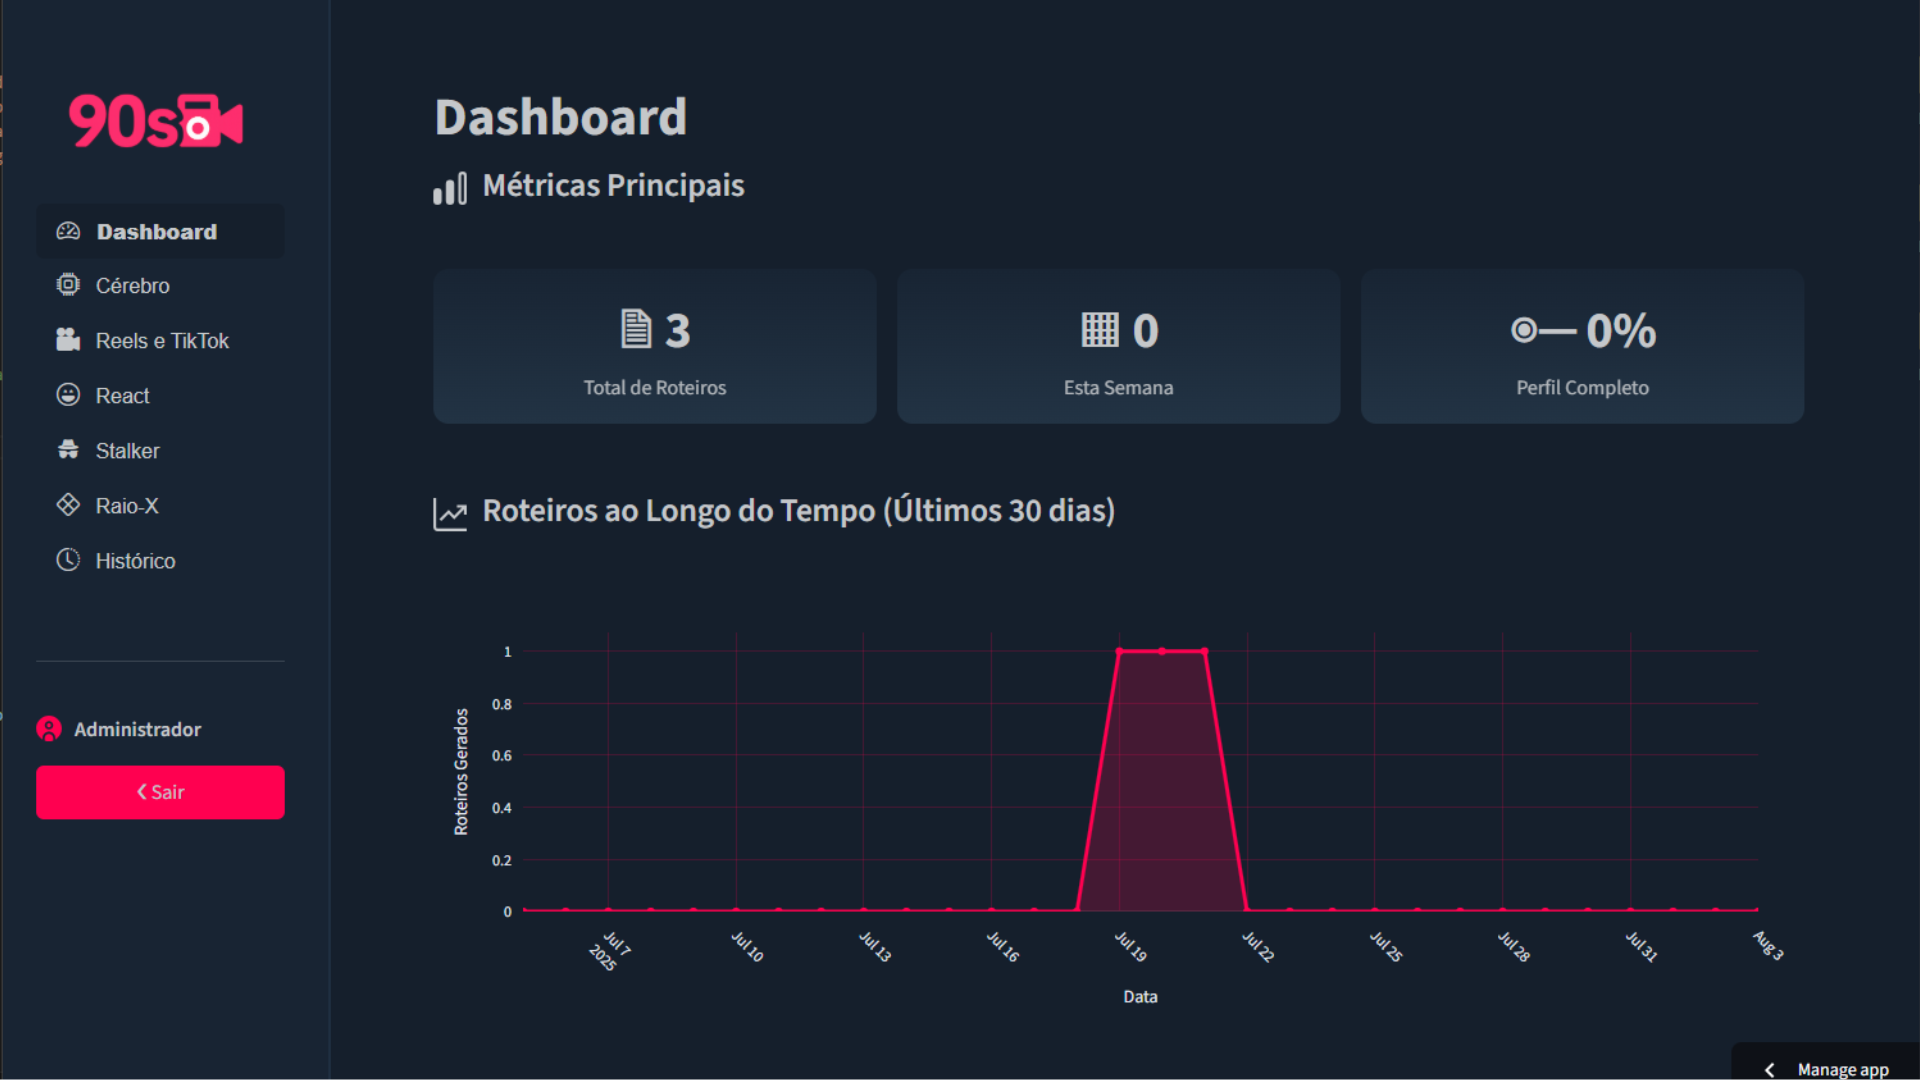 90s
Dashboard
Cérebro
Reels e TikTok
React
Stalker
Raio-X
Histórico
Administrador
Sair
Dashboard
Métricas Principais
3
Total de Roteiros
0
Esta Semana
0%
Perfil Completo
Roteiros ao Longo do Tempo (Últimos 30 dias)
Roteiros Gerados
1
0.8
0.6
0.4
0.2
0
Jul 7
2025
Jul 10
Jul 13
Jul 16
Jul 19
Jul 22
Jul 25
Jul 28
Jul 31
Aug 3
Data
Manage app